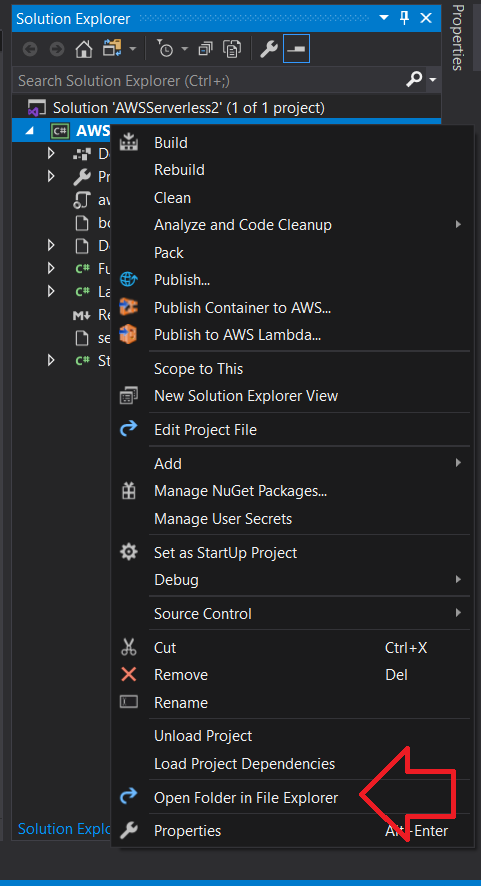 Solution Explorer
Properties
Search Solution Explorer (Ctrl+;)
Solution 'AWSServerless2' (1 of 1 project)
C# AWS
Build
Rebuild
Clean
Analyze and Code Cleanup
Pack
Publish...
Publish Container to AWS...
Publish to AWS Lambda...
Scope to This
New Solution Explorer View
Edit Project File
Add
Manage NuGet Packages...
Manage User Secrets
Set as StartUp Project
Debug
Source Control
Cut Ctrl+X
Remove Del
Rename
Unload Project
Load Project Dependencies
Open Folder in File Explorer
Properties Alt+Enter
D
Pr
aw
bo
D
C# Fu
C# La
M Re
se
C# St
Solution Explo